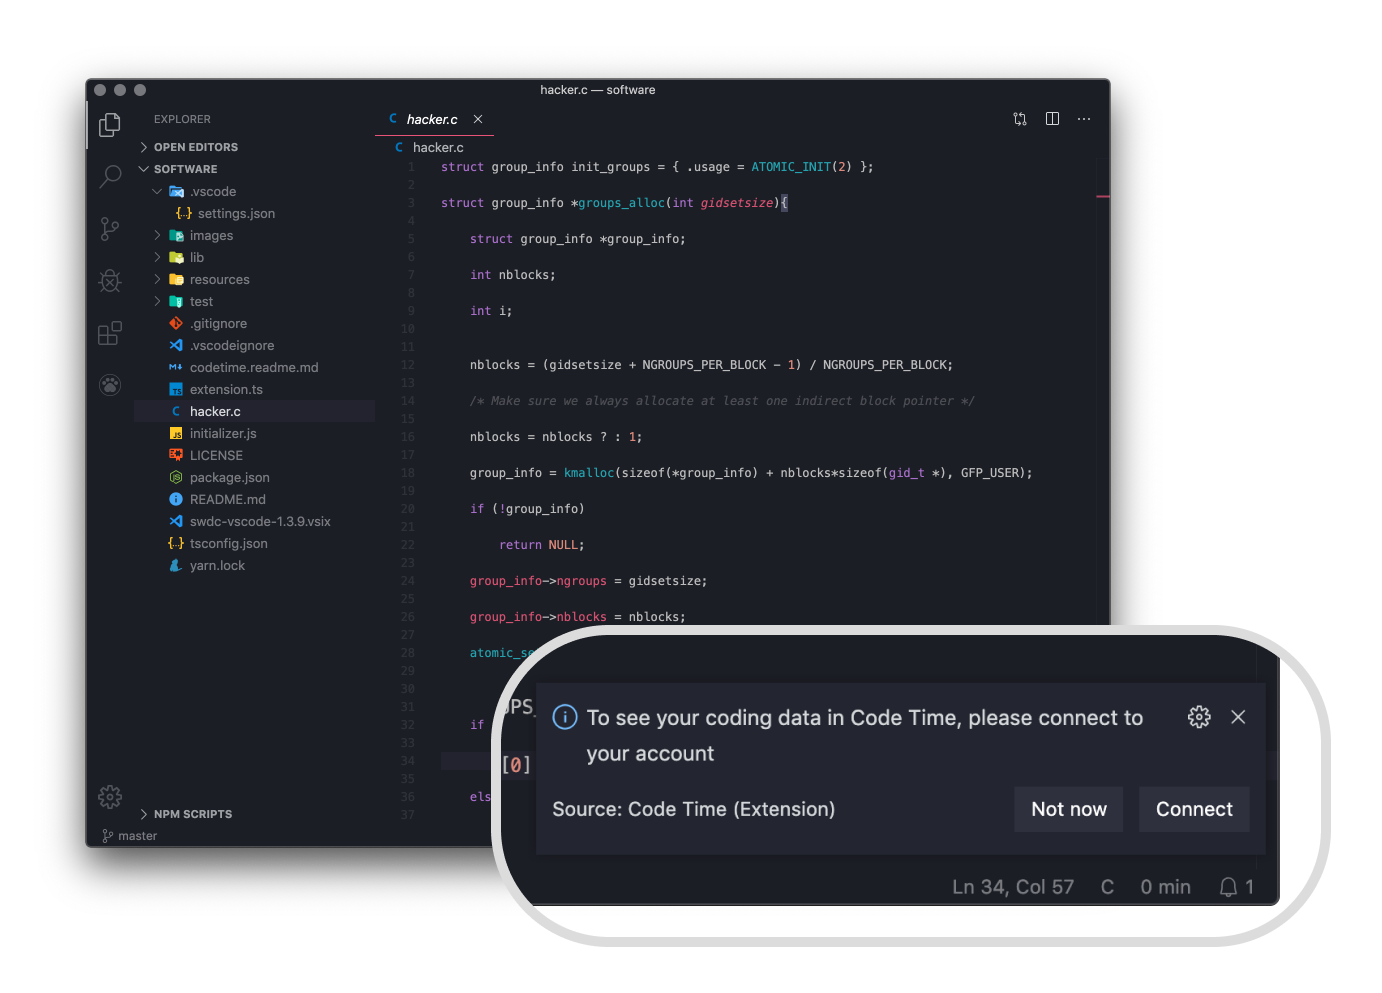 hacker.c — software
EXPLORER
OPEN EDITORS
SOFTWARE
.vscode
{..} settings.json
images
lib
resources
test
.gitignore
.vscodeignore
codetime.readme.md
TS extension.ts
C hacker.c
JS initializer.js
LICENSE
package.json
README.md
swdc-vscode-1.3.9.vsix
{..} tsconfig.json
yarn.lock
NPM SCRIPTS
master
C hacker.c
C hacker.c
1 struct group_info init_groups = { .usage = ATOMIC_INIT(2) };
2
3 struct group_info *groups_alloc(int gidsetsize){
4
5 struct group_info *group_info;
6
7 int nblocks;
8
9 int i;
10
11
12 nblocks = (gidsetsize + NGROUPS_PER_BLOCK - 1) / NGROUPS_PER_BLOCK;
13
14 /* Make sure we always allocate at least one indirect block pointer */
15
16 nblocks = nblocks ? : 1;
17
18 group_info = kmalloc(sizeof(*group_info) + nblocks*sizeof(gid_t *), GFP_USER);
19
20 if (!group_info)
21
22 return NULL;
23
24 group_info->ngroups = gidsetsize;
25
26 group_info->nblocks = nblocks;
27
28 atomic_se
29
30
31
32 if
33
34
35
36 els
37
UPS_
[0]
To see your coding data in Code Time, please connect to
your account
Source: Code Time (Extension)
Not now
Connect
Ln 34, Col 57 C 0 min 1